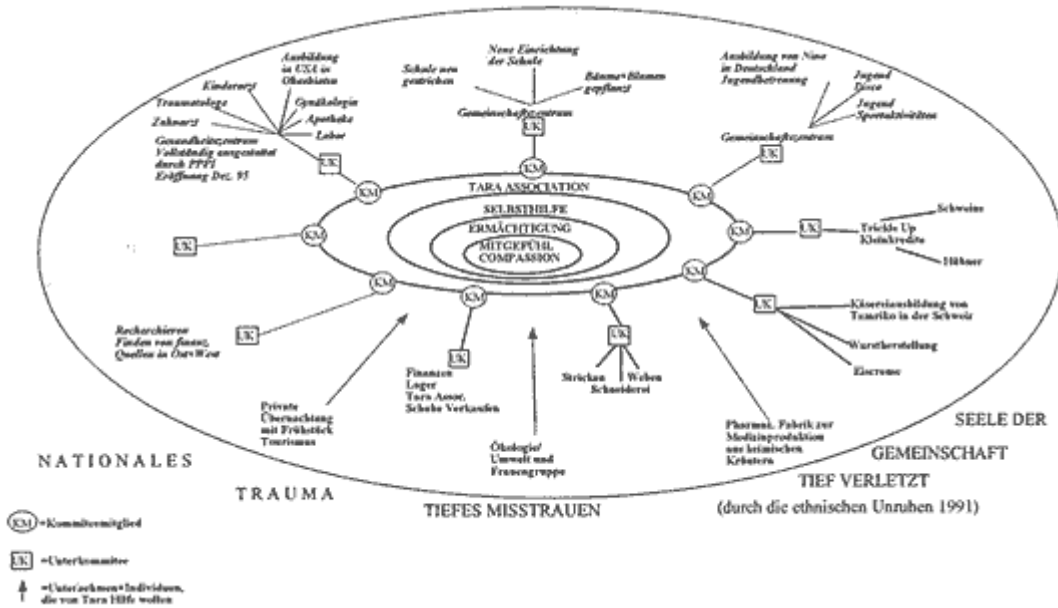 Ausbildung
in USA in
Obsbiatus
Kinderarzt
Traumatologe
Gynäkologin
Apotheke
Zahnarzt
Labor
Gesundheitszentrum
Vollständig ausgestattet
durch PPPI
Eröffnung Dez. 95
UK
KM
Neue Einrichtung
der Schule
Schule neu
gestrichen
Bäume+Blumen
gepflanzt
Gemeinschaftszentrum
UK
KM
Ausbildung von Nino
in Deutschland
Jugendbetreuung
Jugend
Disco
Jugend
Sportaktivitäten
Gemeinschaftszentrum
UK
KM
TARA ASSOCIATION
SELBSTHILFE
ERMÄCHTIGUNG
MITGEFÜHL
COMPASSION
UK
KM
KM
UK
Schweine
Trickle Up
Kleinkredite
Hühner
KM
UK
Recherchieren
Finden von finanz.
Quellen in Ost+West
KM
UK
Käsereiausbildung von
Tamriko in der Schweiz
Wurstherstellung
Eiscreme
KM
UK
Finanzen
Lager
Tara Assoc.
Schuhe Verkaufen
KM
UK
Stricken
Weben
Schneiderei
Private
Übernachtung
mit Frühstück
Tourismus
Ökologie/
Umwelt und
Frauengruppe
Pharmaz. Fabrik zur
Medizinproduktion
aus heimischen
Kräutern
NATIONALES
TRAUMA
TIEFES MISSTRAUEN
SEELE DER
GEMEINSCHAFT
TIEF VERLETZT
(durch die ethnischen Unruhen 1991)
KM =Kommiteemitglied
UK =Unterkommitee
=Unternehmen+Individuen,
die von Tara Hilfe wollen